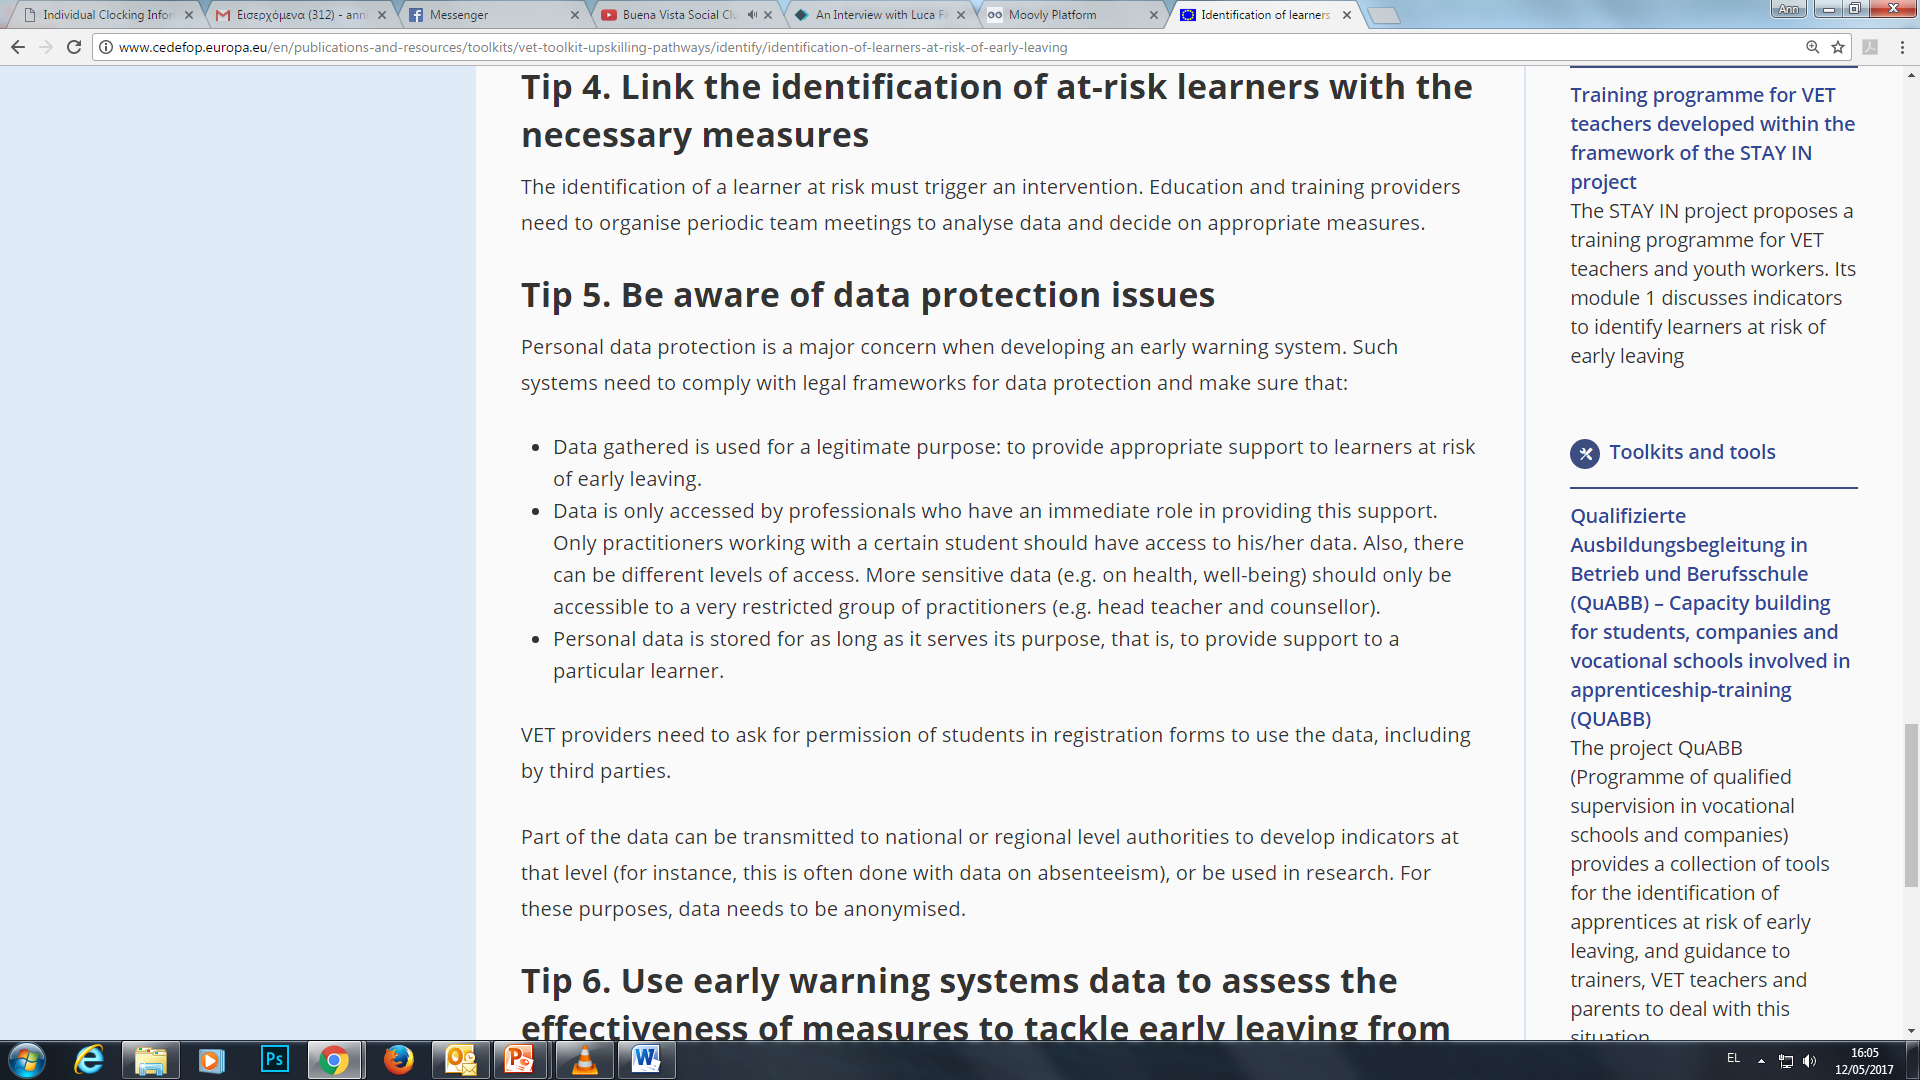 Individual Clocking Infor
Εισερχόμενα (312) - anni
Messenger
Buena Vista Social Clu
An Interview with Luca F
Moovly Platform
Identification of learners
Ann
www.cedefop.europa.eu/en/publications-and-resources/toolkits/vet-toolkit-upskilling-pathways/identify/identification-of-learners-at-risk-of-early-leaving
Tip 4. Link the identification of at-risk learners with the
necessary measures
The identification of a learner at risk must trigger an intervention. Education and training providers
need to organise periodic team meetings to analyse data and decide on appropriate measures.
Tip 5. Be aware of data protection issues
Personal data protection is a major concern when developing an early warning system. Such
systems need to comply with legal frameworks for data protection and make sure that:
• Data gathered is used for a legitimate purpose: to provide appropriate support to learners at risk
of early leaving.
• Data is only accessed by professionals who have an immediate role in providing this support.
Only practitioners working with a certain student should have access to his/her data. Also, there
can be different levels of access. More sensitive data (e.g. on health, well-being) should only be
accessible to a very restricted group of practitioners (e.g. head teacher and counsellor).
• Personal data is stored for as long as it serves its purpose, that is, to provide support to a
particular learner.
VET providers need to ask for permission of students in registration forms to use the data, including
by third parties.
Part of the data can be transmitted to national or regional level authorities to develop indicators at
that level (for instance, this is often done with data on absenteeism), or be used in research. For
these purposes, data needs to be anonymised.
Tip 6. Use early warning systems data to assess the
effectiveness of measures to tackle early leaving from
Training programme for VET
teachers developed within the
framework of the STAY IN
project
The STAY IN project proposes a
training programme for VET
teachers and youth workers. Its
module 1 discusses indicators
to identify learners at risk of
early leaving
Toolkits and tools
Qualifizierte
Ausbildungsbegleitung in
Betrieb und Berufsschule
(QuABB) – Capacity building
for students, companies and
vocational schools involved in
apprenticeship-training
(QUABB)
The project QuABB
(Programme of qualified
supervision in vocational
schools and companies)
provides a collection of tools
for the identification of
apprentices at risk of early
leaving, and guidance to
trainers, VET teachers and
parents to deal with this
situation
Ps
EL
16:05
12/05/2017